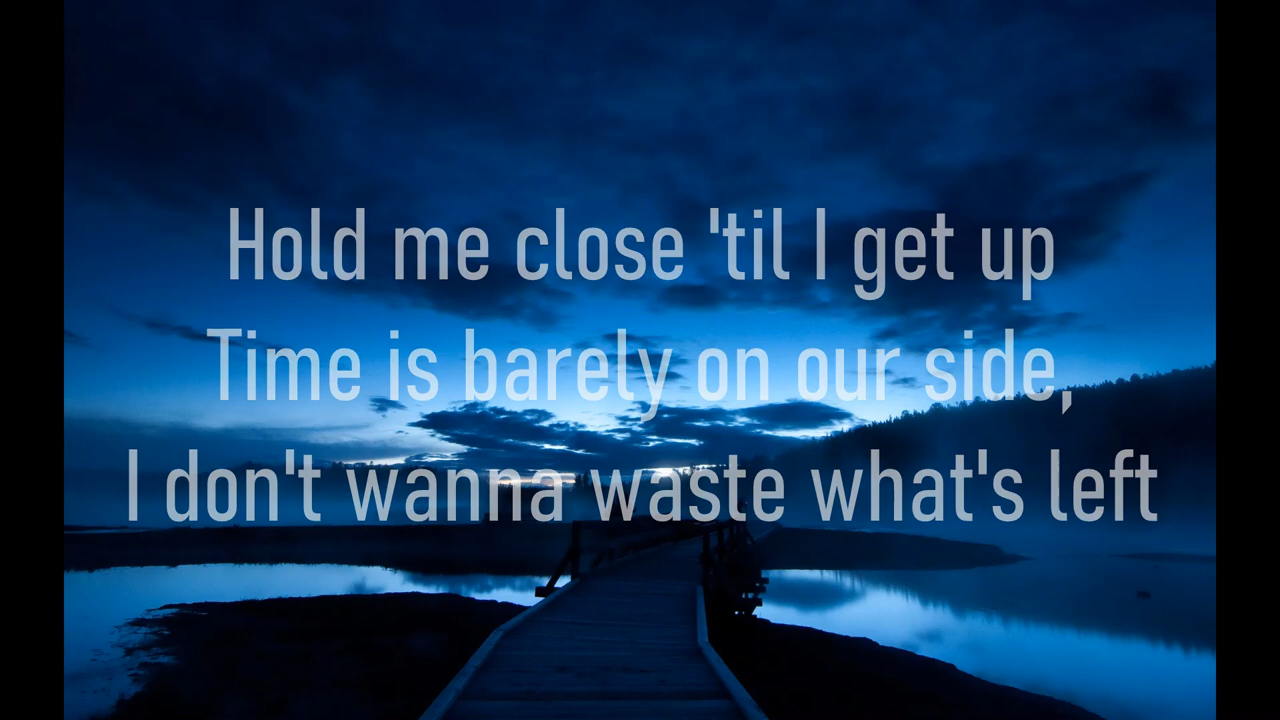 Hold me close 'til I get up
Time is barely on our side,
I don't wanna waste what's left